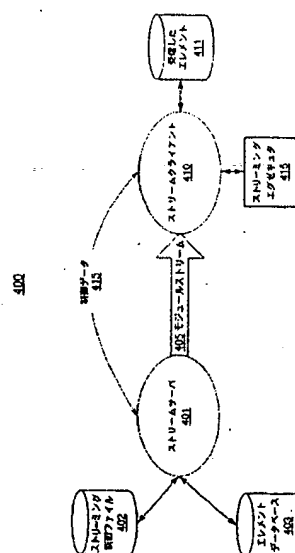 400
ストリーミング
制御ファイル
402
エレメント
データベース
403
ストリームサーバ
401
制御データ
415
405 モジュールストリーム
ストリームクライアント
410
受信した
エレメント
411
ストリーミング
エグゼキュタ
415